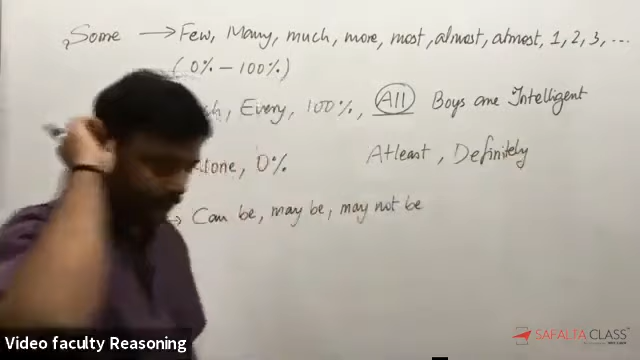 Some → Few, Many, much, more, most, almost, atmost, 1, 2, 3, ...
(0% - 100%)
Every, 100%, All Boys are Intelligent
0% Atleast, Definitely
→ Can be, may be, may not be
SAFALTA CLASS
Video faculty Reasoning